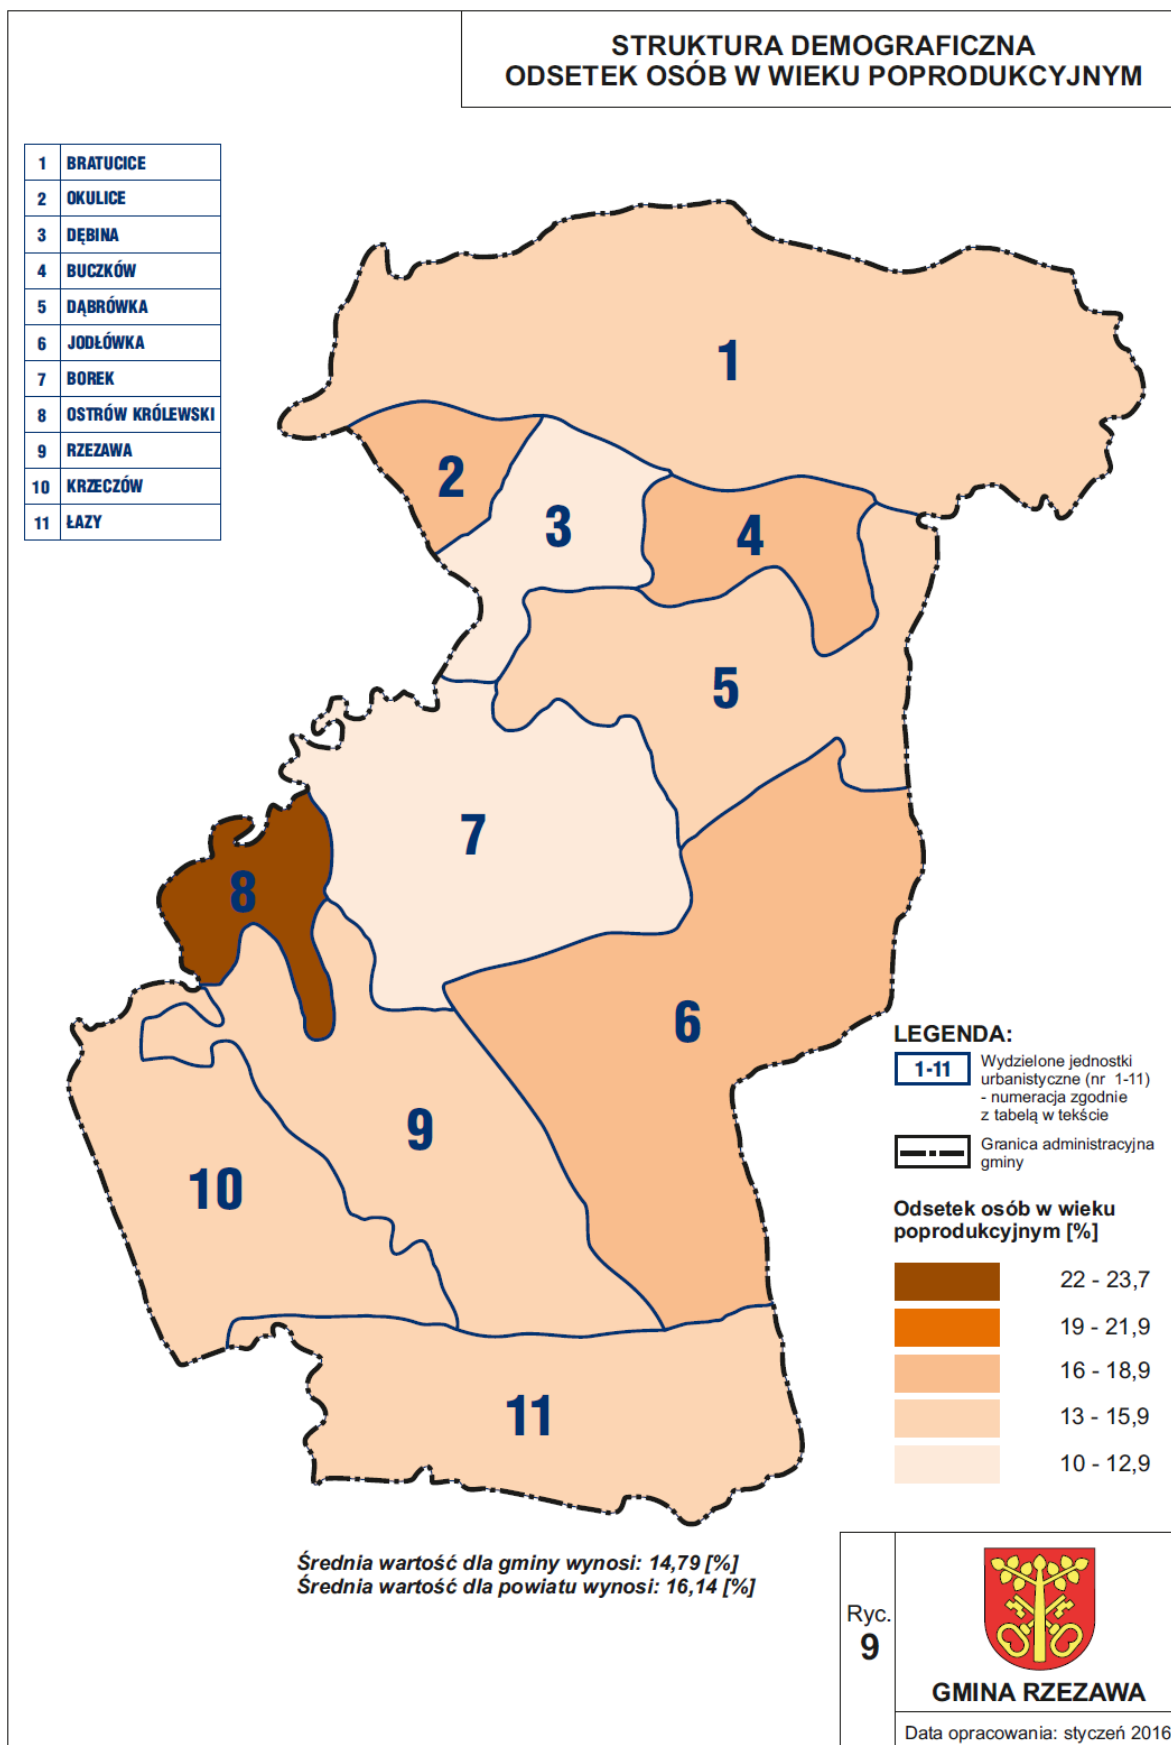 STRUKTURA DEMOGRAFICZNA
ODSETEK OSÓB W WIEKU POPRODUKCYJNYM
1 BRATUCICE
2 OKULICE
3 DĘBINA
4 BUCZKÓW
5 DĄBRÓWKA
6 JODŁÓWKA
7 BOREK
8 OSTRÓW KRÓLEWSKI
9 RZEZAWA
10 KRZECZÓW
11 ŁAZY
1
2
3
4
5
7
8
6
9
10
11
LEGENDA:
1-11
Wydzielone jednostki
urbanistyczne (nr 1-11)
- numeracja zgodnie
z tabelą w tekście
Granica administracyjna
gminy
Odsetek osób w wieku
poprodukcyjnym [%]
22 - 23,7
19 - 21,9
16 - 18,9
13 - 15,9
10 - 12,9
Średnia wartość dla gminy wynosi: 14,79 [%]
Średnia wartość dla powiatu wynosi: 16,14 [%]
Ryc.
9
GMINA RZEZAWA
Data opracowania: styczeń 2016